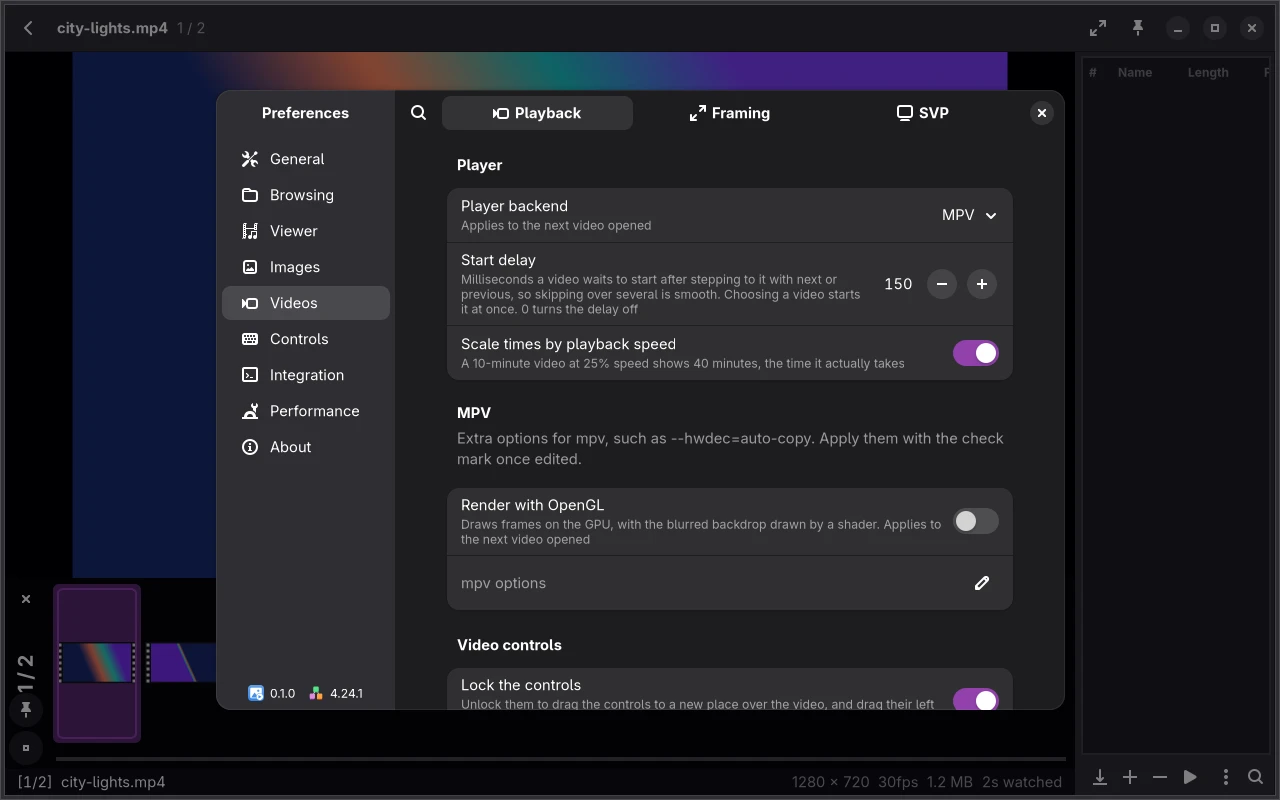 city-lights.mp4 1 / 2
# Name Length
Preferences
Playback
Framing
SVP
General
Browsing
Viewer
Images
Videos
Controls
Integration
Performance
About
0.1.0 4.24.1
Player
Player backend
Applies to the next video opened
MPV
Start delay
Milliseconds a video waits to start after stepping to it with next or
previous, so skipping over several is smooth. Choosing a video starts
it at once. 0 turns the delay off
150
Scale times by playback speed
A 10-minute video at 25% speed shows 40 minutes, the time it actually takes
MPV
Extra options for mpv, such as --hwdec=auto-copy. Apply them with the check
mark once edited.
Render with OpenGL
Draws frames on the GPU, with the blurred backdrop drawn by a shader. Applies to
the next video opened
mpv options
Video controls
Lock the controls
Unlock them to drag the controls to a new place over the video, and drag their left
1/2
[1/2] city-lights.mp4
1280 × 720 30fps 1.2 MB 2s watched